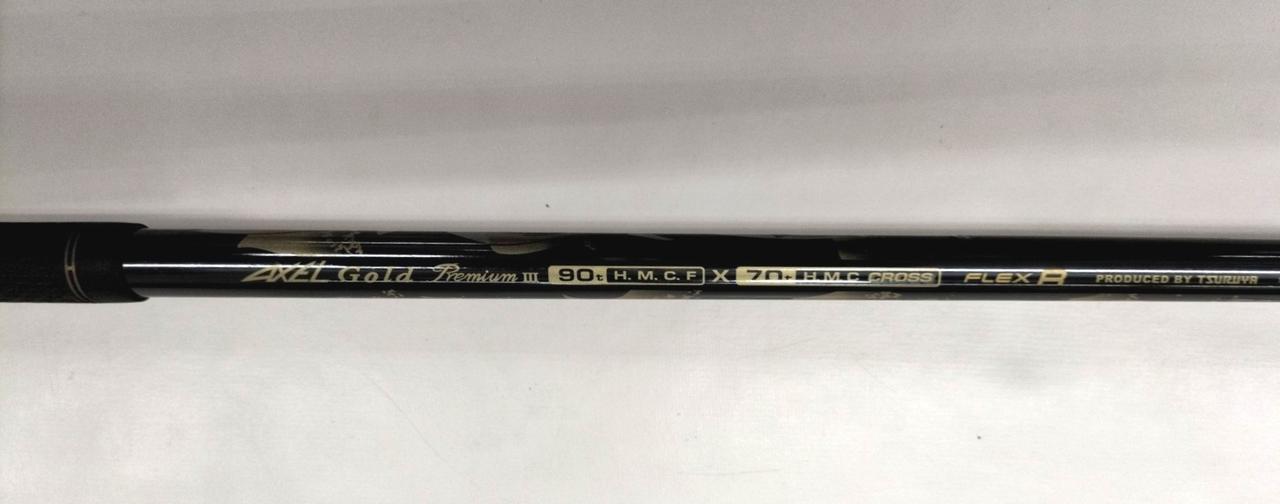 AXEL Gold Premium III 90t H.M.C.F X 70t H.M.C CROSS FLEX R PRODUCED BY TSURUYA